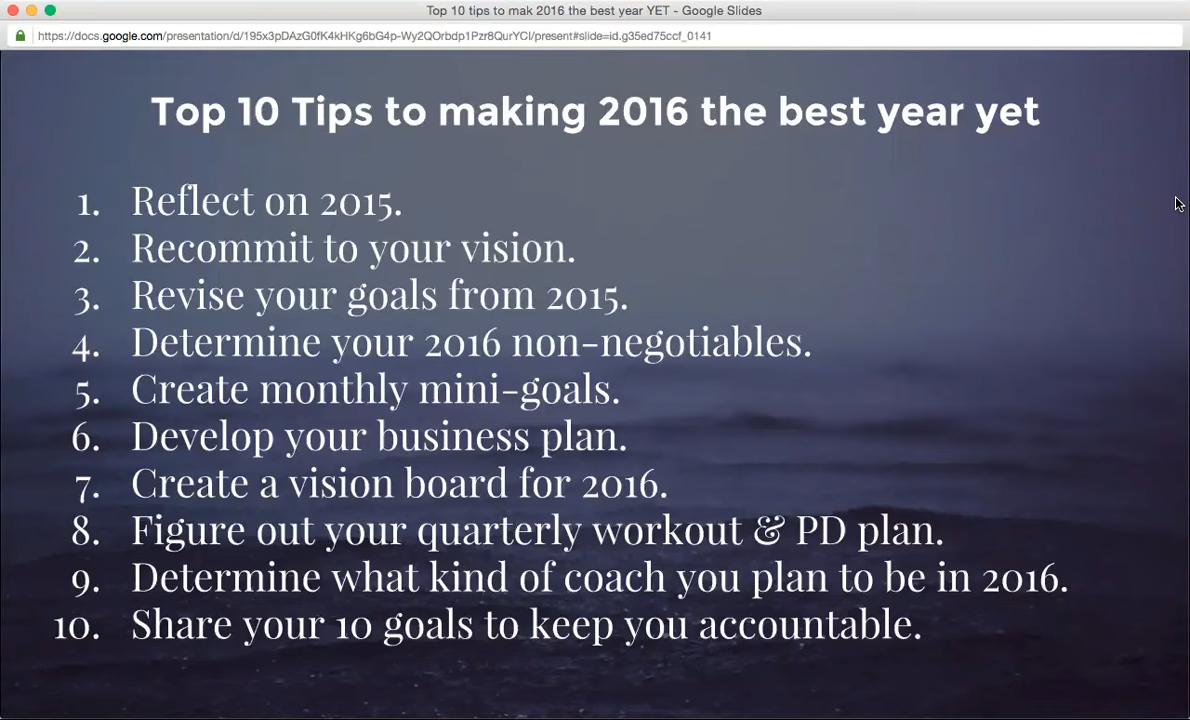 Top 10 tips to mak 2016 the best year YET - Google Slides
https://docs.google.com/presentation/d/195x3pDAzG0fK4kHKg6bG4p-Wy2QOrbdp1Pzr8QurYCI/present#slide=id.g35ed75ccf_0141
Top 10 Tips to making 2016 the best year yet
1. Reflect on 2015.
2. Recommit to your vision.
3. Revise your goals from 2015.
4. Determine your 2016 non-negotiables.
5. Create monthly mini-goals.
6. Develop your business plan.
7. Create a vision board for 2016.
8. Figure out your quarterly workout & PD plan.
9. Determine what kind of coach you plan to be in 2016.
10. Share your 10 goals to keep you accountable.